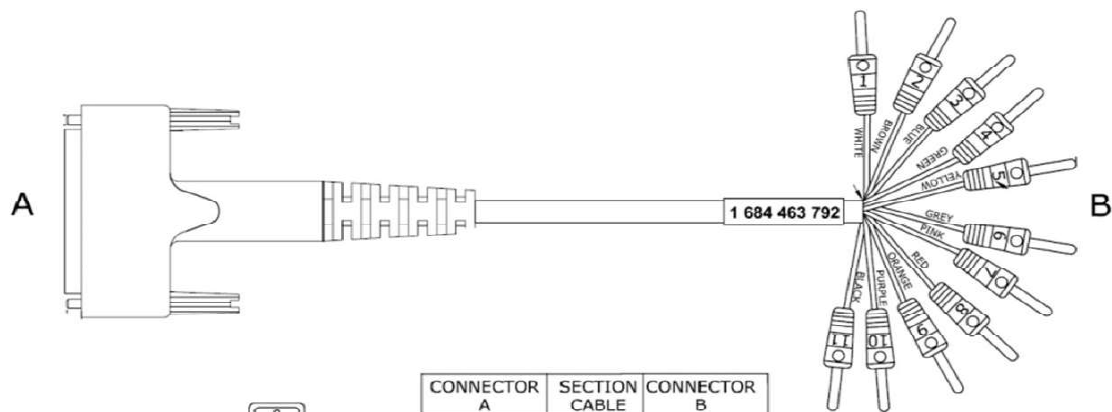 A
1 684 463 792
B
1
WHITE
2
BROWN
3
BLUE
4
GREEN
5
YELLOW
6
GREY
7
PINK
8
RED
9
ORANGE
10
PURPLE
11
BLACK
CONNECTOR A
SECTION CABLE
CONNECTOR B